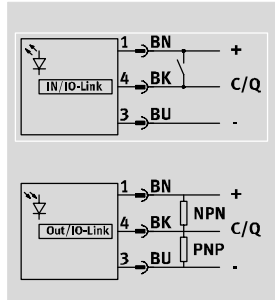 1 BN +
IN/IO-Link 4 BK C/Q
3 BU -
1 BN +
NPN
Out/IO-Link 4 BK C/Q
PNP
3 BU -